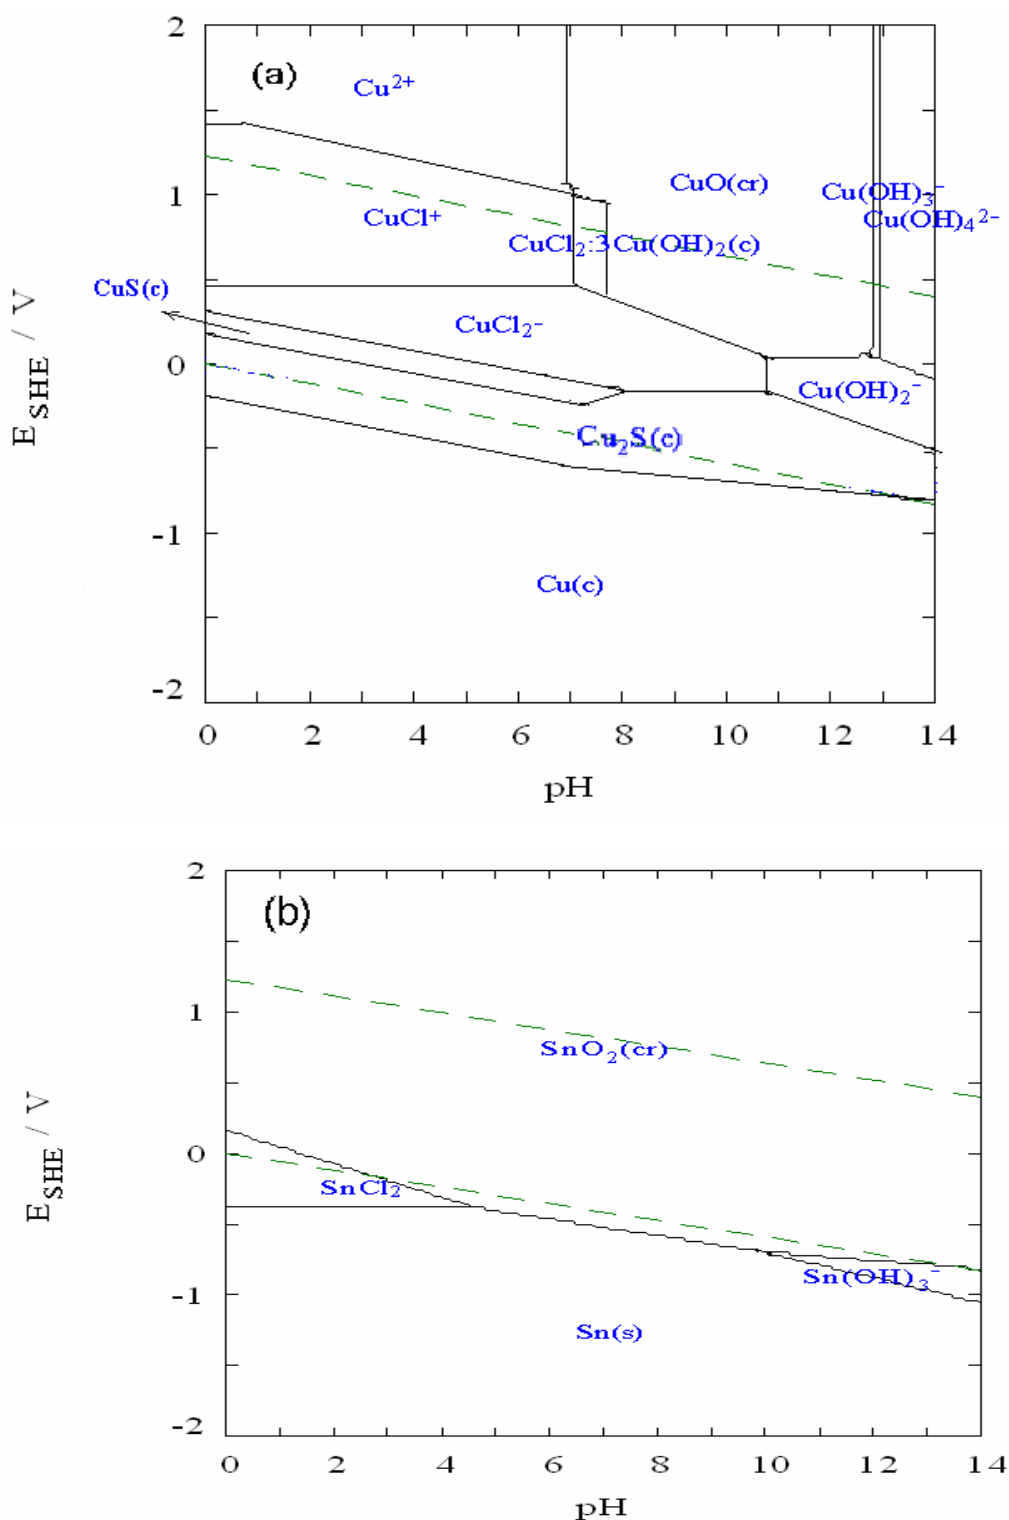 2
(a)
Cu²⁺
1
CuO(cr)
Cu(OH)₃⁻
CuCl⁺
Cu(OH)₄²⁻
CuCl₂:3Cu(OH)₂(c)
CuS(c)
CuCl₂⁻
E_SHE / V
0
Cu(OH)₂⁻
Cu₂S(c)
-1
Cu(c)
-2
0 2 4 6 8 10 12 14
pH
2
(b)
1
SnO₂(cr)
E_SHE / V
0
SnCl₂
Sn(OH)₃⁻
-1
Sn(s)
-2
0 2 4 6 8 10 12 14
pH